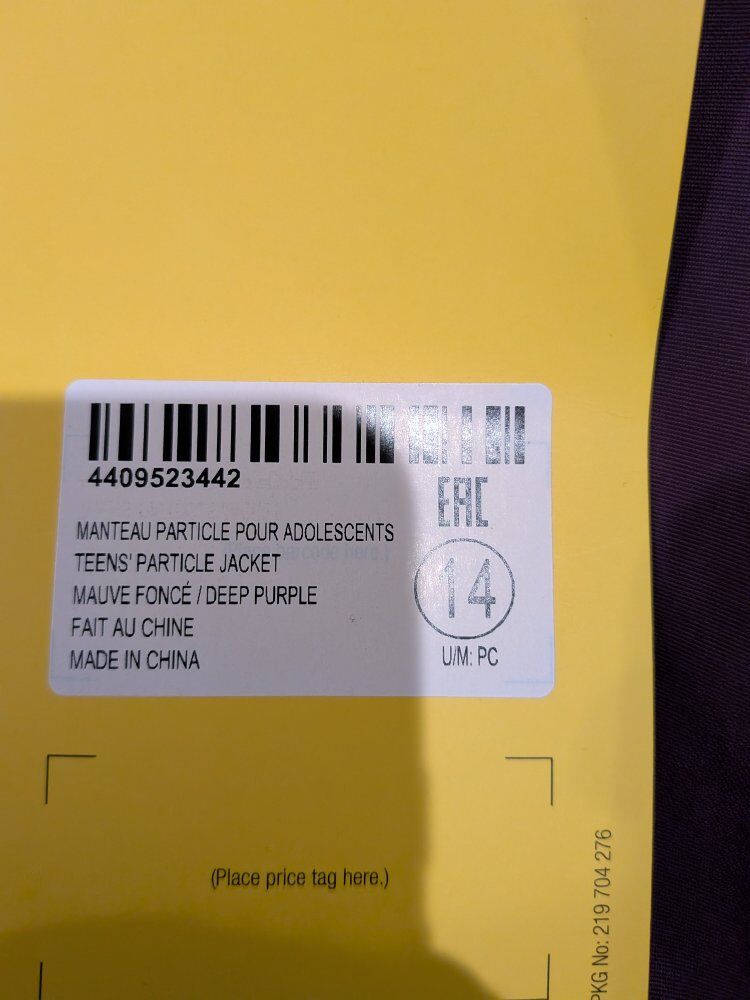 4409523442
EAC
MANTEAU PARTICLE POUR ADOLESCENTS
TEENS' PARTICLE JACKET
MAUVE FONCÉ / DEEP PURPLE
FAIT AU CHINE
MADE IN CHINA
14
U/M: PC
(Place price tag here.)
PKG No: 219 704 276